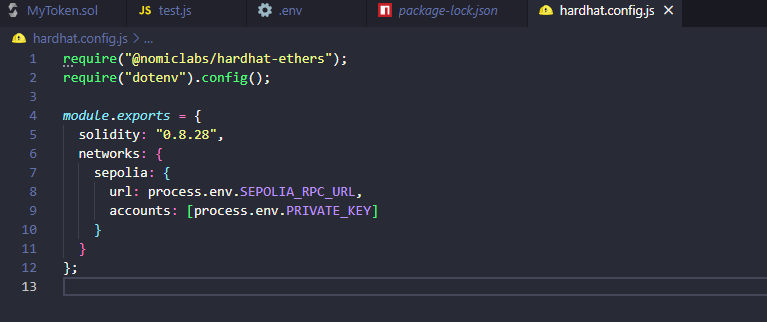 MyToken.sol JS test.js .env package-lock.json hardhat.config.js
hardhat.config.js > ...
1 require("@nomiclabs/hardhat-ethers");
2 require("dotenv").config();
3
4 module.exports = {
5 solidity: "0.8.28",
6 networks: {
7 sepolia: {
8 url: process.env.SEPOLIA_RPC_URL,
9 accounts: [process.env.PRIVATE_KEY]
10 }
11 }
12 };
13